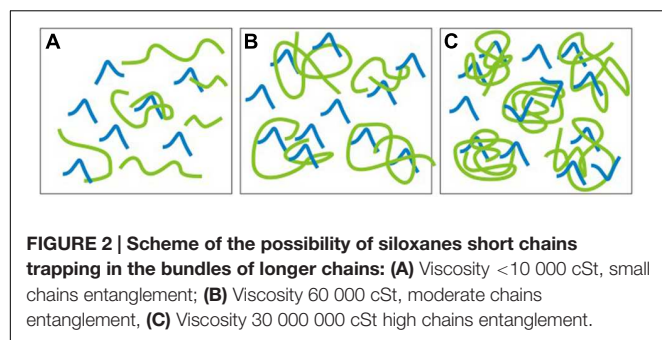 A B C
FIGURE 2 | Scheme of the possibility of siloxanes short chains
trapping in the bundles of longer chains: (A) Viscosity <10 000 cSt, small
chains entanglement; (B) Viscosity 60 000 cSt, moderate chains
entanglement, (C) Viscosity 30 000 000 cSt high chains entanglement.